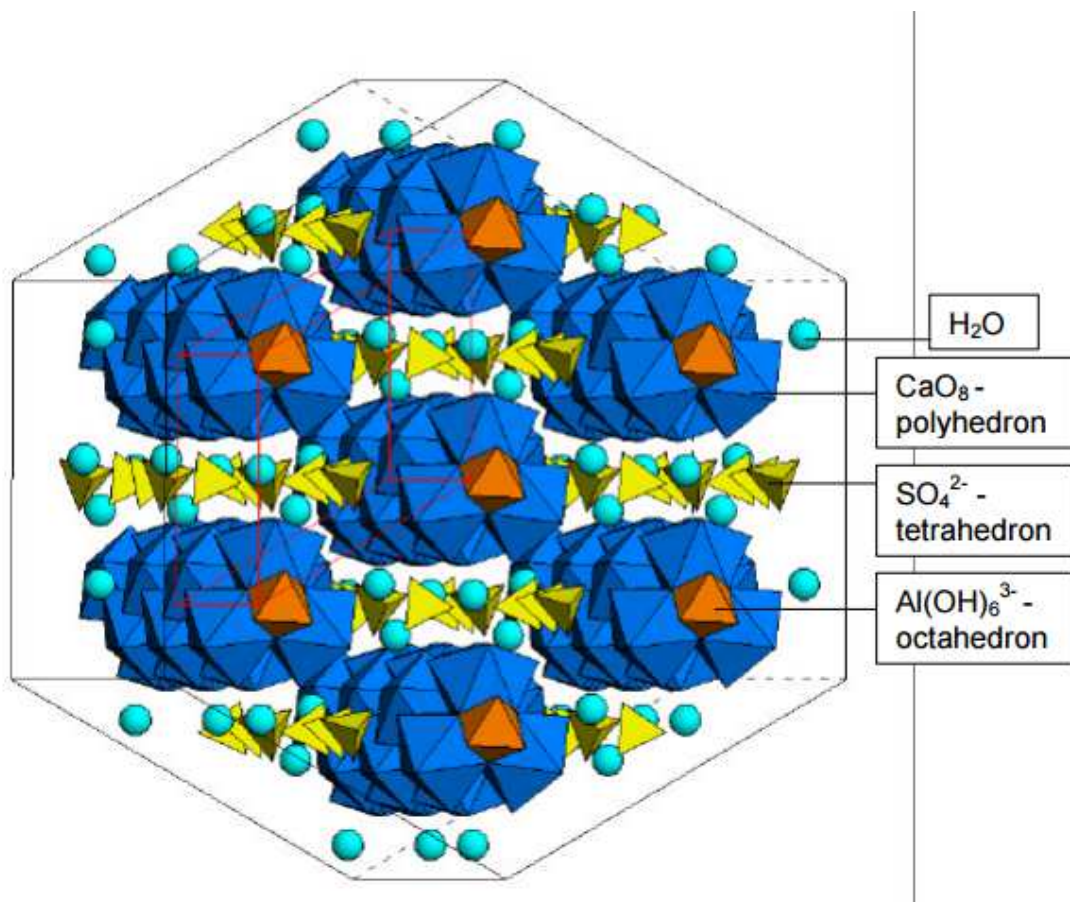 H₂O
CaO₈ -
polyhedron
SO₄²⁻ -
tetrahedron
Al(OH)₆³⁻ -
octahedron